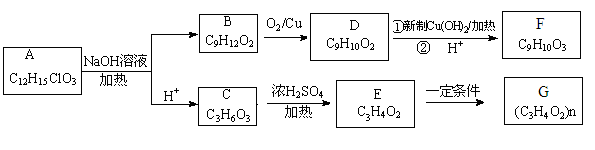 A
C₁₂H₁₅ClO₃
NaOH溶液
加热
B
C₉H₁₂O₂
O₂/Cu
D
C₉H₁₀O₂
①新制Cu(OH)₂/加热
② H⁺
F
C₉H₁₀O₃
H⁺
C
C₃H₆O₃
浓H₂SO₄
加热
E
C₃H₄O₂
一定条件
G
(C₃H₄O₂)n